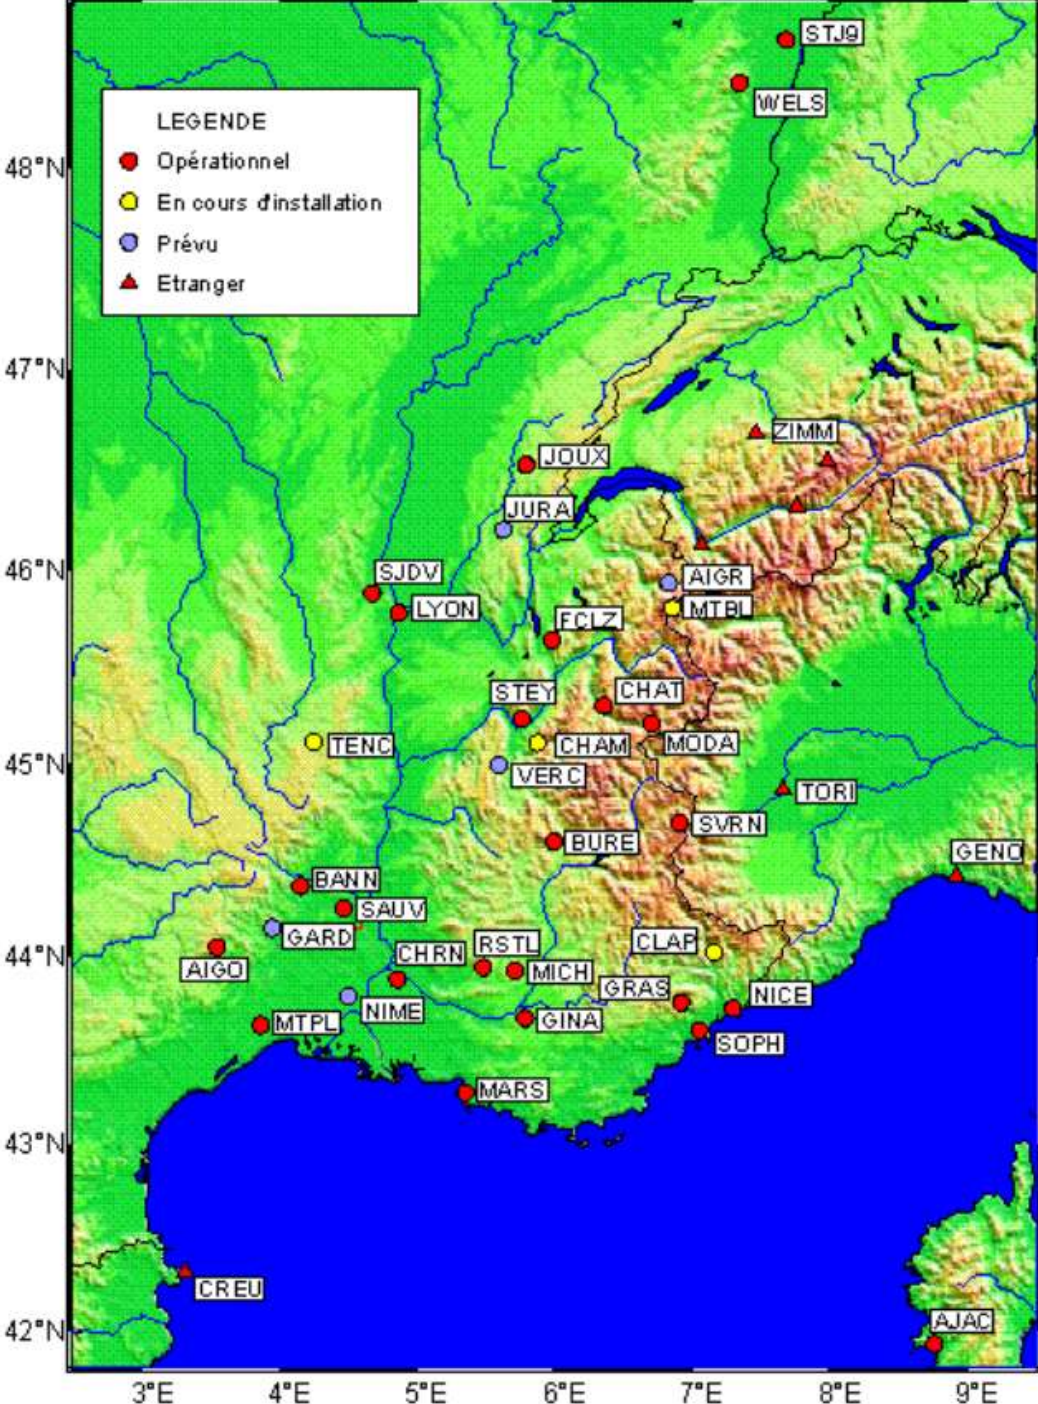 STJ9
WELS
LEGENDE
Opérationnel
En cours d'installation
Prévu
Etranger
48°N
47°N
ZIMM
JOUX
JURA
46°N
SJDV
AIGR
LYON
MTBL
FCLZ
STEY
CHAT
TENC
CHAM
MODA
45°N
VERC
TORI
SVRN
BURE
GENO
BANN
SAUV
GARD
CLAP
44°N
AIGO
CHRN
RSTL
MICH
GRAS
NICE
NIME
MTPL
GINA
SOPH
MARS
43°N
CREU
42°N
AJAC
3°E
4°E
5°E
6°E
7°E
8°E
9°E